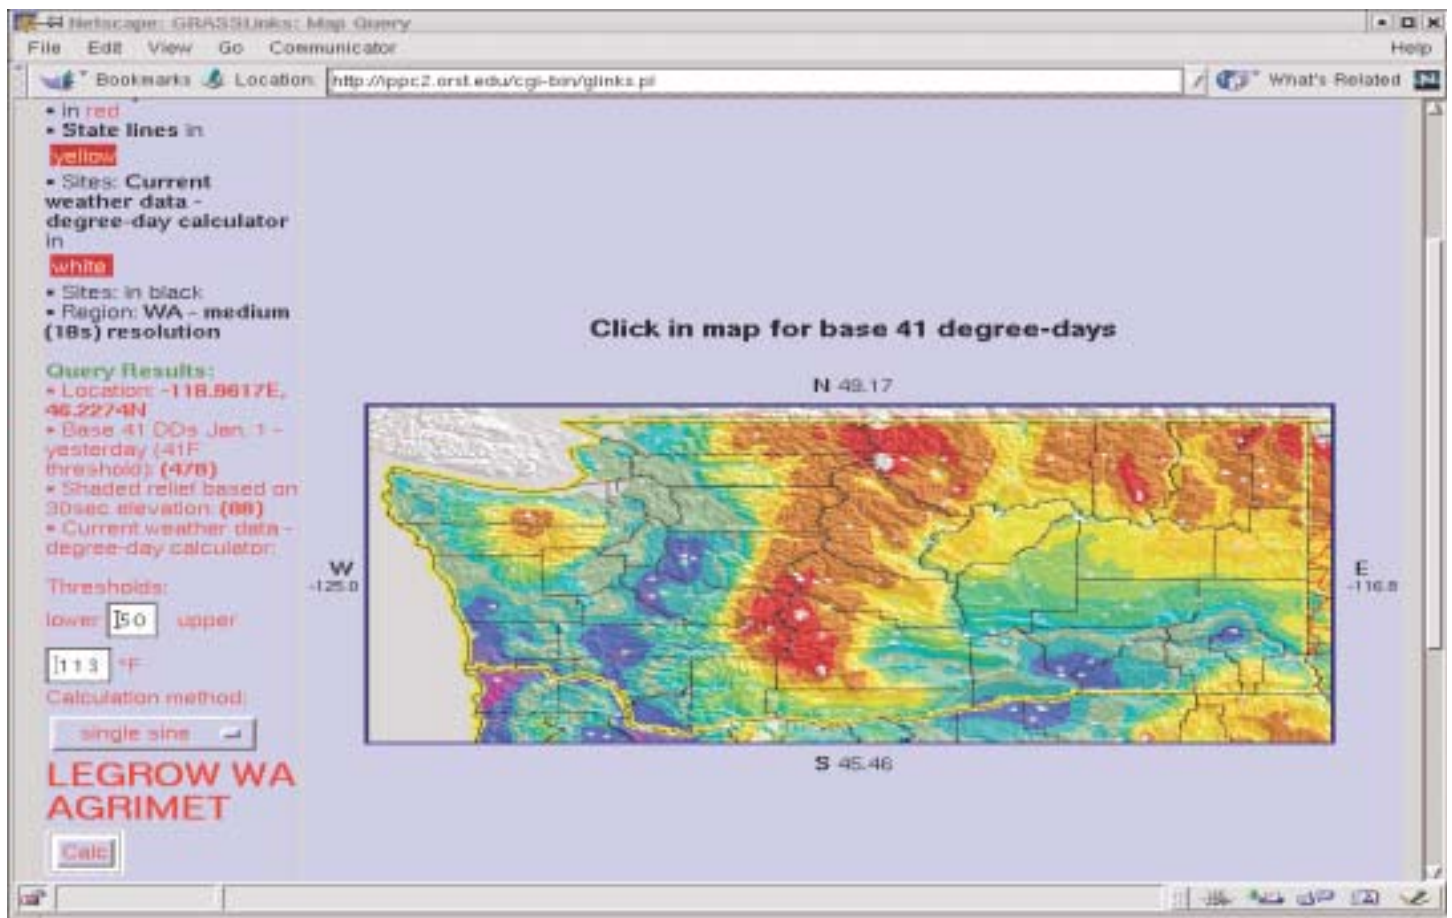 Netscape: GRASSLinks: Map Query
File Edit View Go Communicator Help
Bookmarks Location: http://ippc2.orst.edu/cgi-bin/glinks.pl What's Related
• in red
• State lines in
yellow
• Sites: Current
weather data -
degree-day calculator
in
white
• Sites: in black
• Region: WA - medium
(18s) resolution
Query Results:
• Location: -118.9617E,
46.2274N
• Base 41 DDs Jan. 1 -
yesterday (41F
threshold): (478)
• Shaded relief based on
30sec elevation: (88)
• Current weather data -
degree-day calculator:
Thresholds:
lower 50 upper
113 °F
Calculation method:
single sine
LEGROW WA
AGRIMET
Calc
Click in map for base 41 degree-days
N 49.17
W
-125.0
E
-116.8
S 45.46